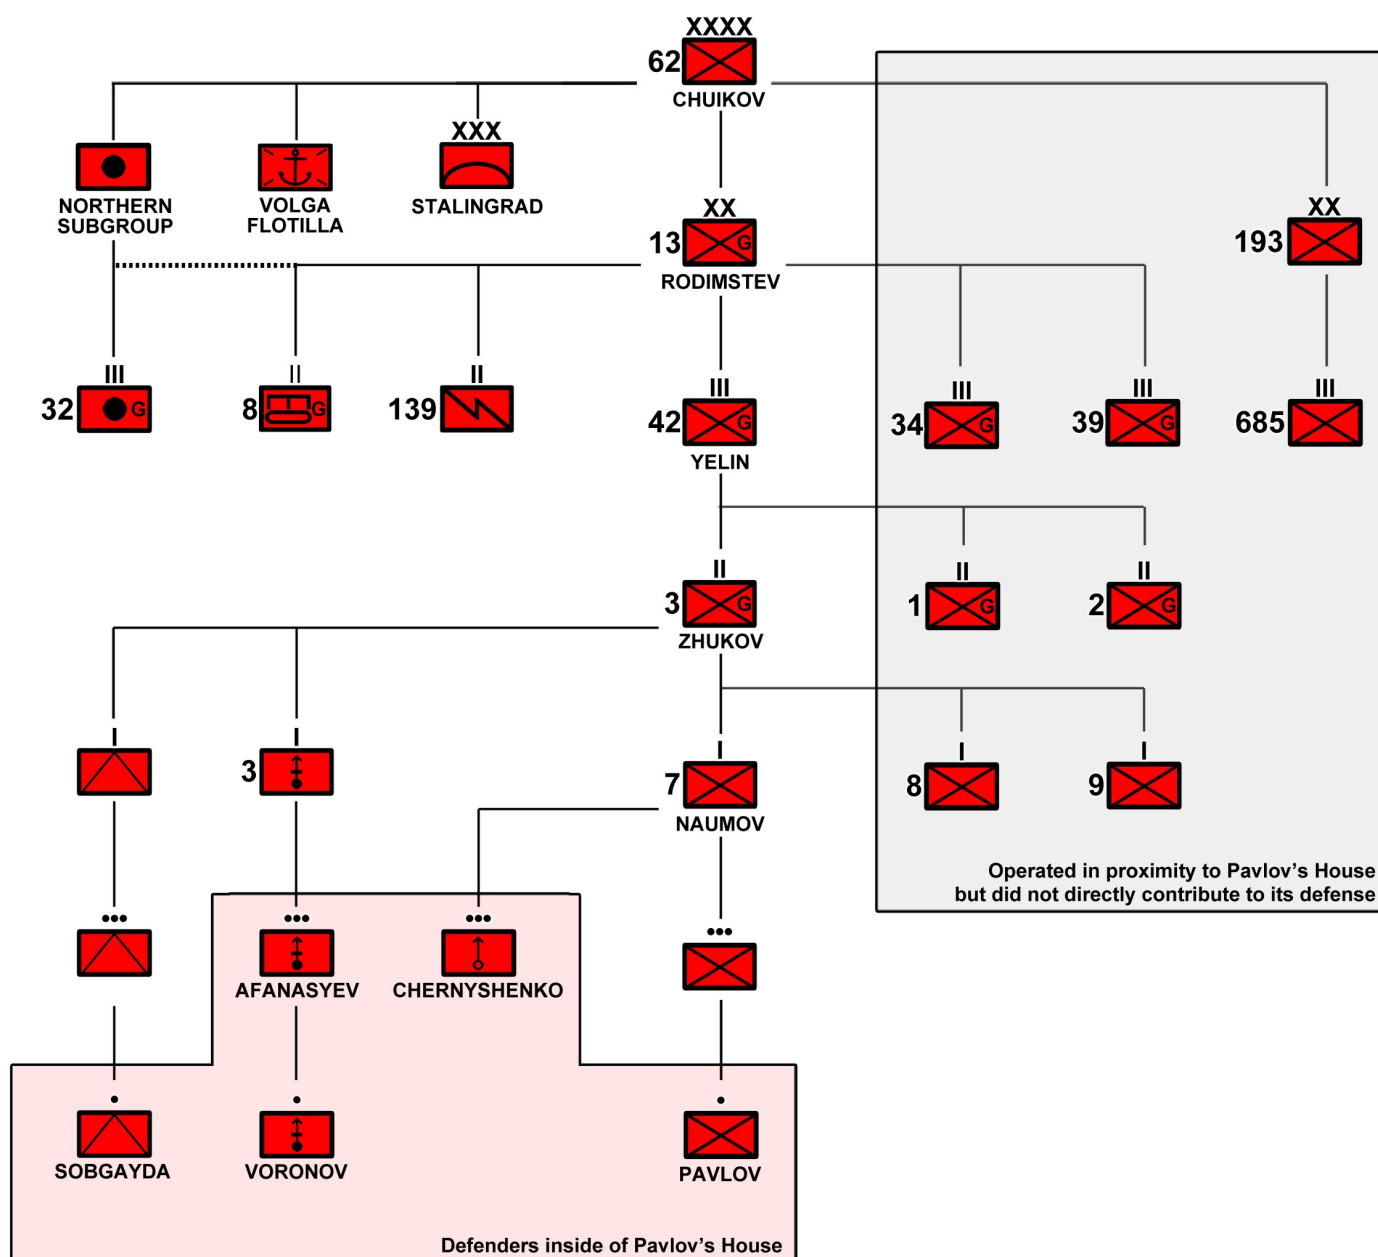 XXXX
62
CHUIKOV
XXX
NORTHERN
SUBGROUP
VOLGA
FLOTILLA
STALINGRAD
XX
13 G
RODIMSTEV
XX
193
III
32 G
II
8 G
II
139
III
42 G
YELIN
III
34 G
III
39 G
III
685
II
3 G
ZHUKOV
II
1 G
II
2 G
I
I
3
I
7
NAUMOV
I
8
I
9
Operated in proximity to Pavlov's House
but did not directly contribute to its defense
AFANASYEV
CHERNYSHENKO
SOBGAYDA
VORONOV
PAVLOV
Defenders inside of Pavlov's House